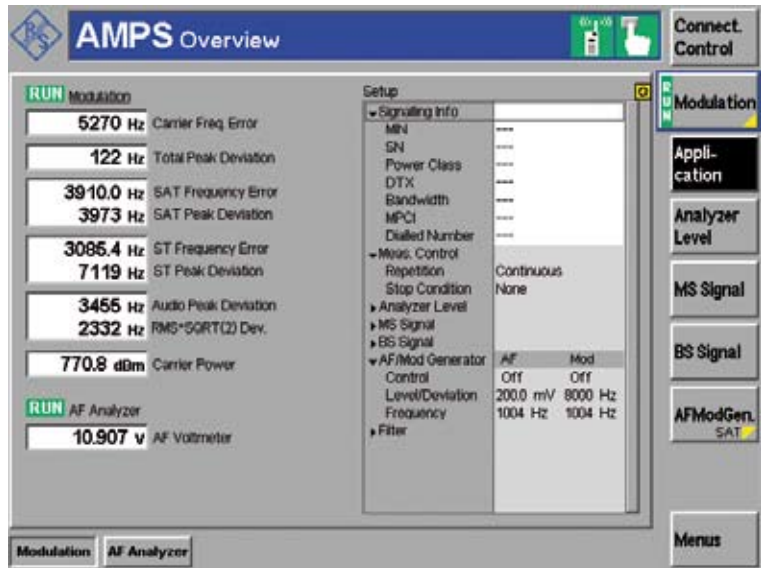 R&S
AMPS Overview
Connect. Control
RUN Modulation
5270 Hz Carrier Freq. Error
122 Hz Total Peak Deviation
3910.0 Hz SAT Frequency Error
3973 Hz SAT Peak Deviation
3085.4 Hz ST Frequency Error
7119 Hz ST Peak Deviation
3455 Hz Audio Peak Deviation
2332 Hz RMS*SQRT(2) Dev.
770.8 dBm Carrier Power
RUN AF Analyzer
10.907 V AF Voltmeter
Setup
Signalling Info
MIN ---
SN ---
Power Class ---
DTX ---
Bandwidth ---
MPCI ---
Dialled Number ---
Meas. Control
Repetition Continuous
Stop Condition None
Analyzer Level
MS Signal
BS Signal
AF/Mod Generator AF Mod
Control Off Off
Level/Deviation 200.0 mV 8000 Hz
Frequency 1004 Hz 1004 Hz
Filter
RUN
Modulation
Appli-
cation
Analyzer
Level
MS Signal
BS Signal
AFModGen.
SAT
Menus
Modulation AF Analyzer